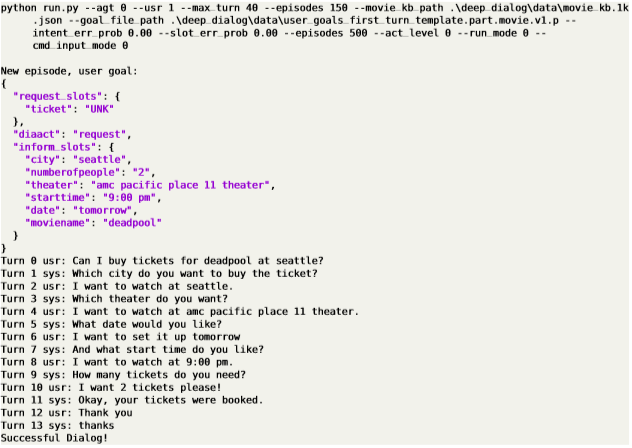 python run.py --agt 0 --usr 1 --max_turn 40 --episodes 150 --movie_kb_path .\deep_dialog\data\movie_kb.1k
.json --goal_file_path .\deep_dialog\data\user_goals_first_turn_template.part.movie.v1.p --
intent_err_prob 0.00 --slot_err_prob 0.00 --episodes 500 --act_level 0 --run_mode 0 --
cmd_input_mode 0
New episode, user goal:
{
"request_slots": {
"ticket": "UNK"
},
"diaact": "request",
"inform_slots": {
"city": "seattle",
"numberofpeople": "2",
"theater": "amc pacific place 11 theater",
"starttime": "9:00 pm",
"date": "tomorrow",
"moviename": "deadpool"
}
}
Turn 0 usr: Can I buy tickets for deadpool at seattle?
Turn 1 sys: Which city do you want to buy the ticket?
Turn 2 usr: I want to watch at seattle.
Turn 3 sys: Which theater do you want?
Turn 4 usr: I want to watch at amc pacific place 11 theater.
Turn 5 sys: What date would you like?
Turn 6 usr: I want to set it up tomorrow
Turn 7 sys: And what start time do you like?
Turn 8 usr: I want to watch at 9:00 pm.
Turn 9 sys: How many tickets do you need?
Turn 10 usr: I want 2 tickets please!
Turn 11 sys: Okay, your tickets were booked.
Turn 12 usr: Thank you
Turn 13 sys: thanks
Successful Dialog!